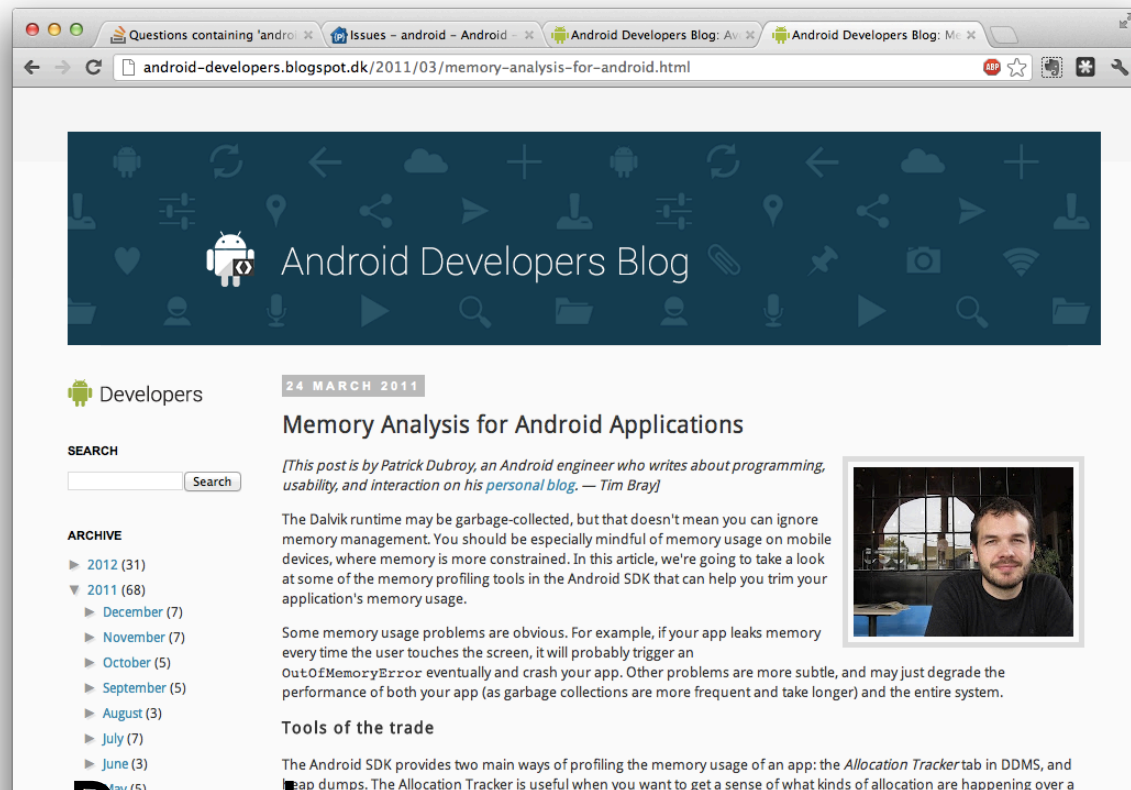 Questions containing 'androi
Issues – android – Android –
Android Developers Blog: Av
Android Developers Blog: Me
android-developers.blogspot.dk/2011/03/memory-analysis-for-android.html
ABP
Android Developers Blog
Developers
SEARCH
Search
ARCHIVE
2012 (31)
2011 (68)
December (7)
November (7)
October (5)
September (5)
August (3)
July (7)
June (3)
May (5)
24 MARCH 2011
Memory Analysis for Android Applications
[This post is by Patrick Dubroy, an Android engineer who writes about programming,
usability, and interaction on his personal blog. — Tim Bray]
The Dalvik runtime may be garbage-collected, but that doesn't mean you can ignore
memory management. You should be especially mindful of memory usage on mobile
devices, where memory is more constrained. In this article, we're going to take a look
at some of the memory profiling tools in the Android SDK that can help you trim your
application's memory usage.
Some memory usage problems are obvious. For example, if your app leaks memory
every time the user touches the screen, it will probably trigger an
OutOfMemoryError eventually and crash your app. Other problems are more subtle, and may just degrade the
performance of both your app (as garbage collections are more frequent and take longer) and the entire system.
Tools of the trade
The Android SDK provides two main ways of profiling the memory usage of an app: the Allocation Tracker tab in DDMS, and
heap dumps. The Allocation Tracker is useful when you want to get a sense of what kinds of allocation are happening over a